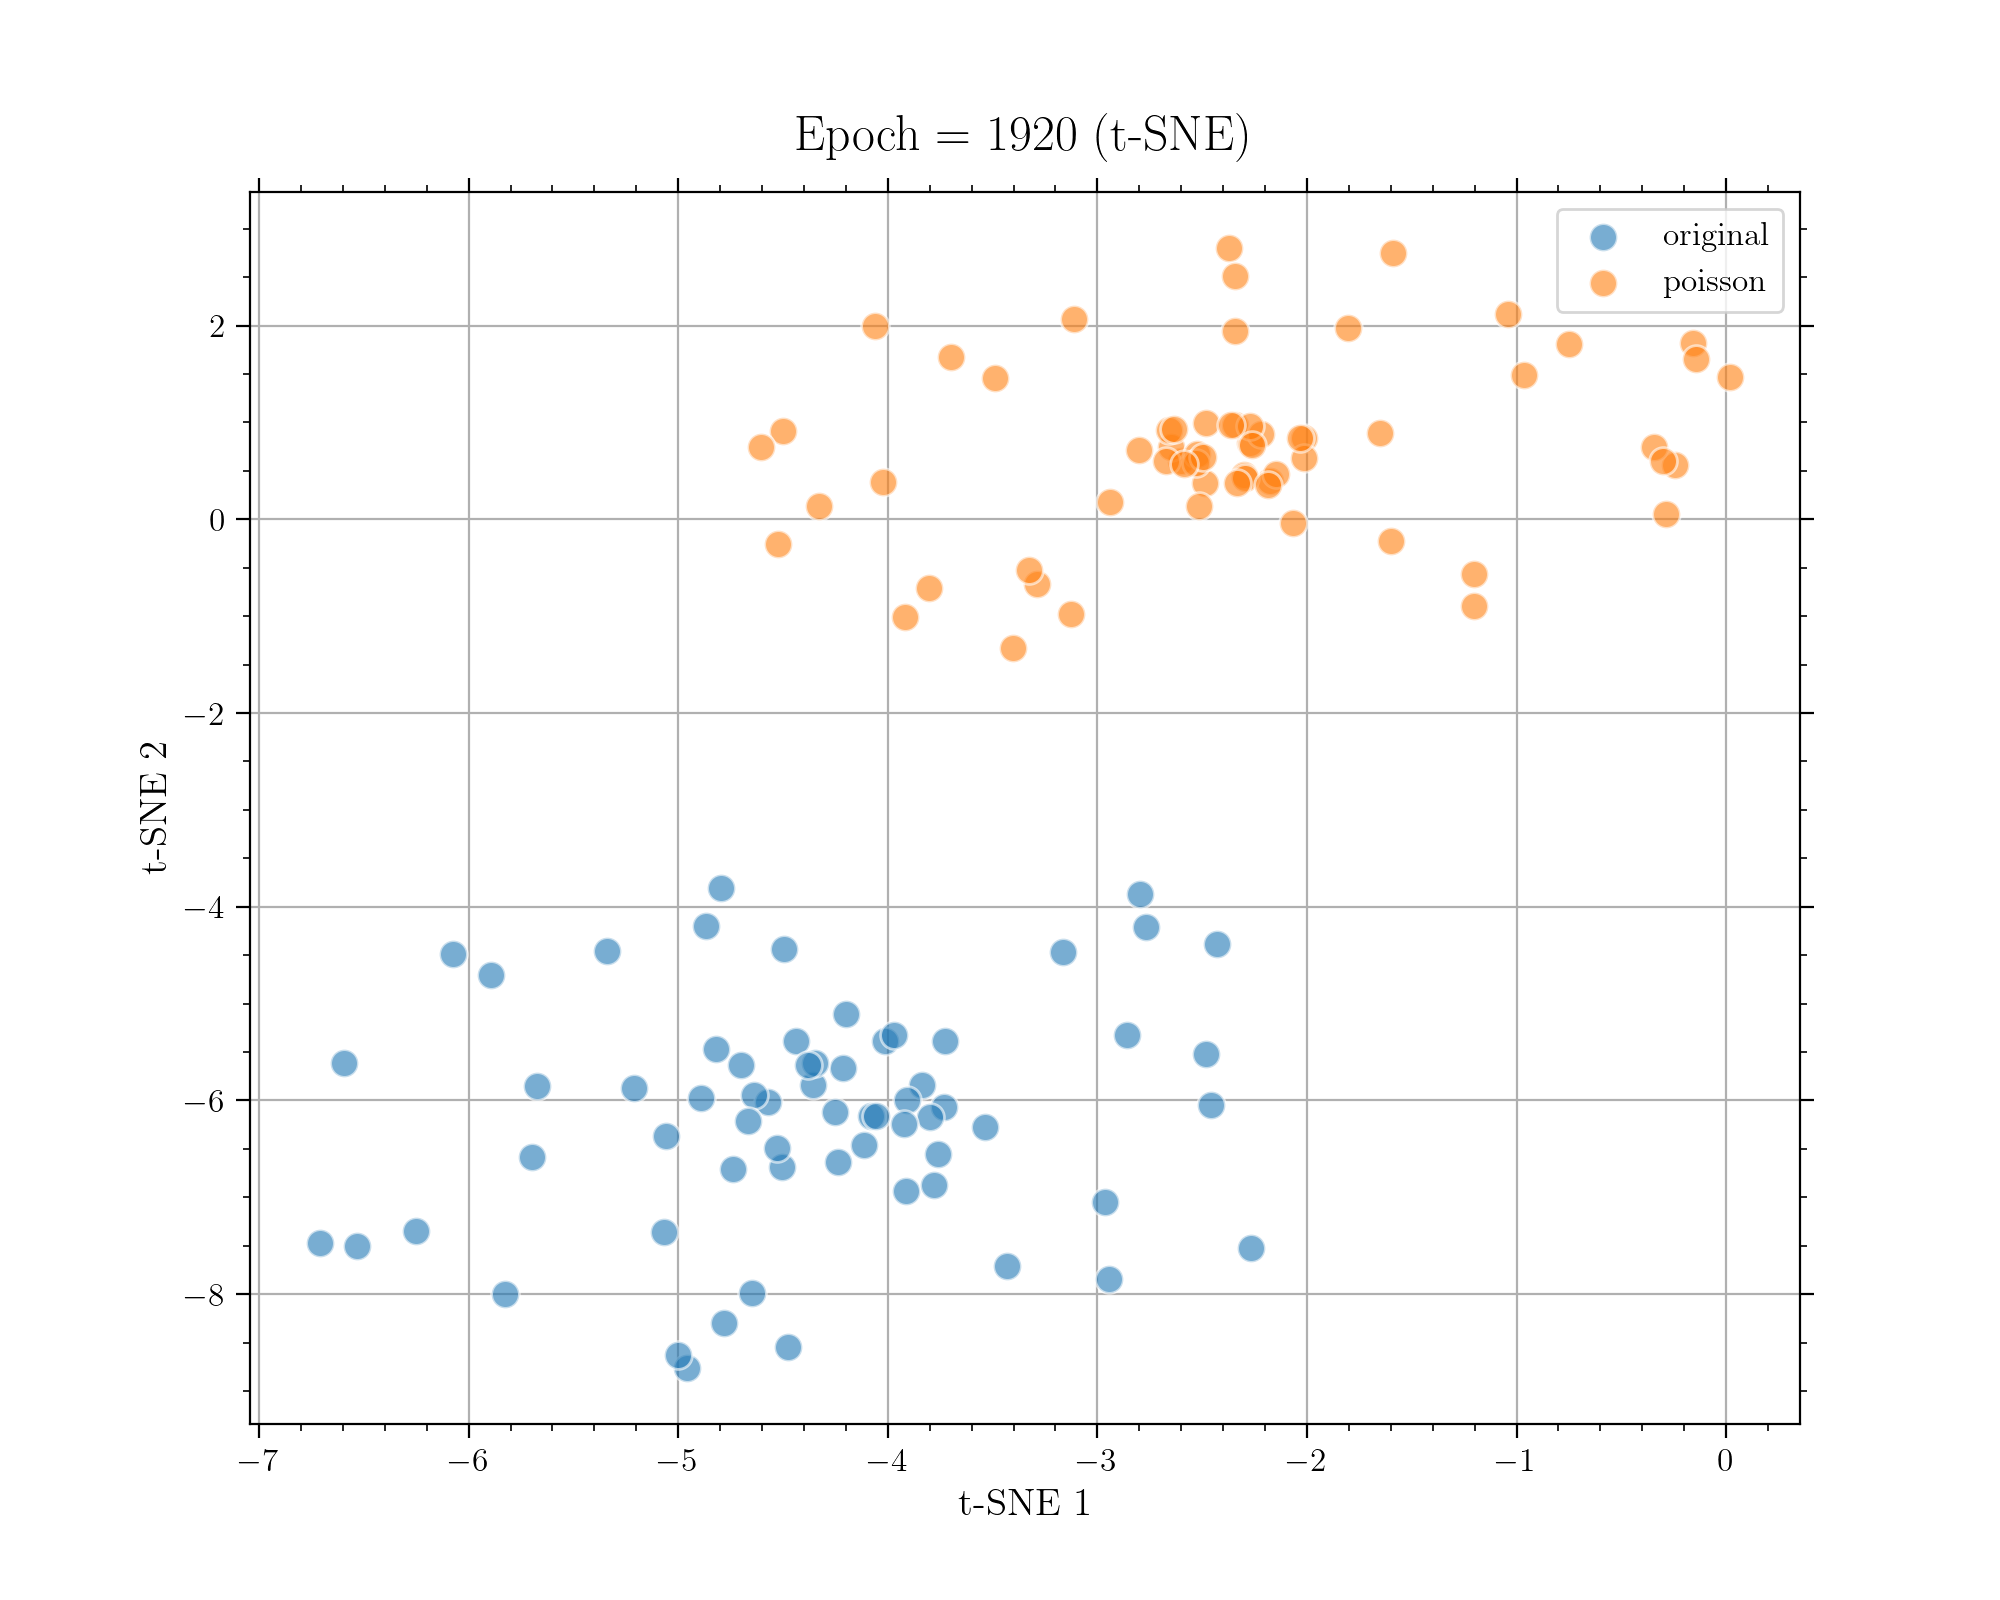 Epoch = 1920 (t-SNE)
original
poisson
2
0
−2
−4
−6
−8
t-SNE 2
−7 −6 −5 −4 −3 −2 −1 0
t-SNE 1